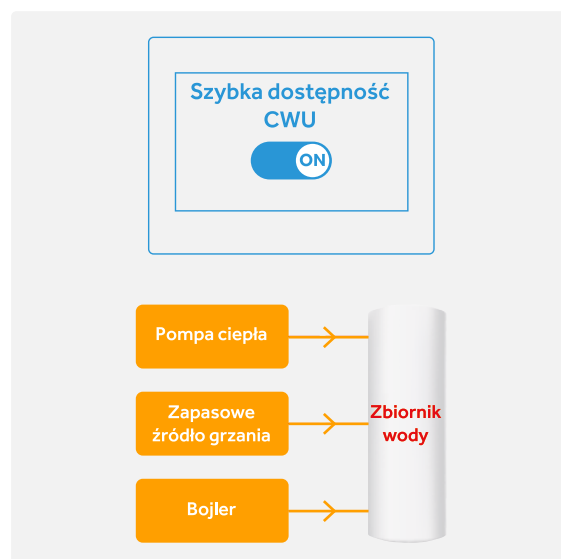 Szybka dostępność
CWU
ON
Pompa ciepła
Zapasowe
źródło grzania
Zbiornik
wody
Bojler